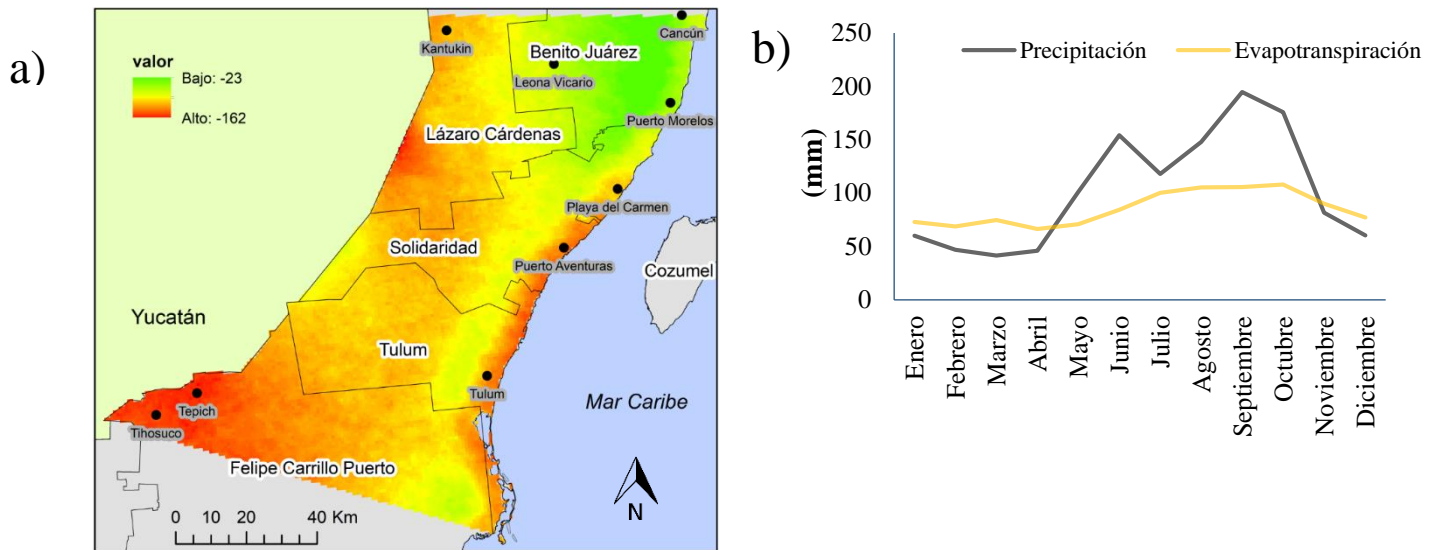 a)
valor
Bajo: -23
Alto: -162
Kantukin
Benito Juárez
Cancún
Leona Vicario
Puerto Morelos
Lázaro Cárdenas
Playa del Carmen
Solidaridad
Puerto Aventuras
Cozumel
Yucatán
Tulum
Tulum
Mar Caribe
Tepich
Tihosuco
Felipe Carrillo Puerto
0 10 20 40 Km
N
b)
Precipitación Evapotranspiración
(mm)
250
200
150
100
50
0
Enero
Febrero
Marzo
Abril
Mayo
Junio
Julio
Agosto
Septiembre
Octubre
Noviembre
Diciembre